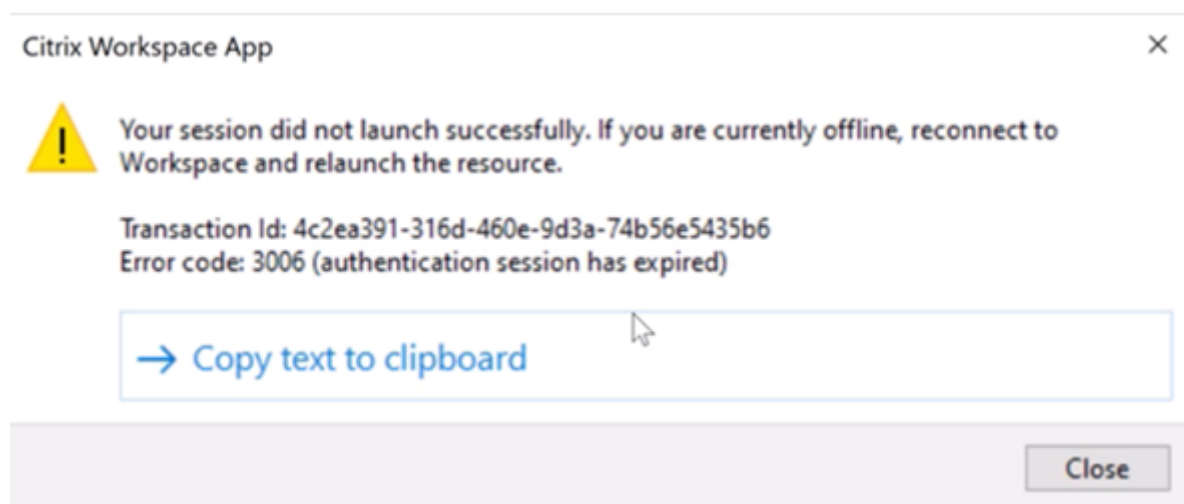 Citrix Workspace App
Your session did not launch successfully. If you are currently offline, reconnect to
Workspace and relaunch the resource.
Transaction Id: 4c2ea391-316d-460e-9d3a-74b56e5435b6
Error code: 3006 (authentication session has expired)
Copy text to clipboard
Close